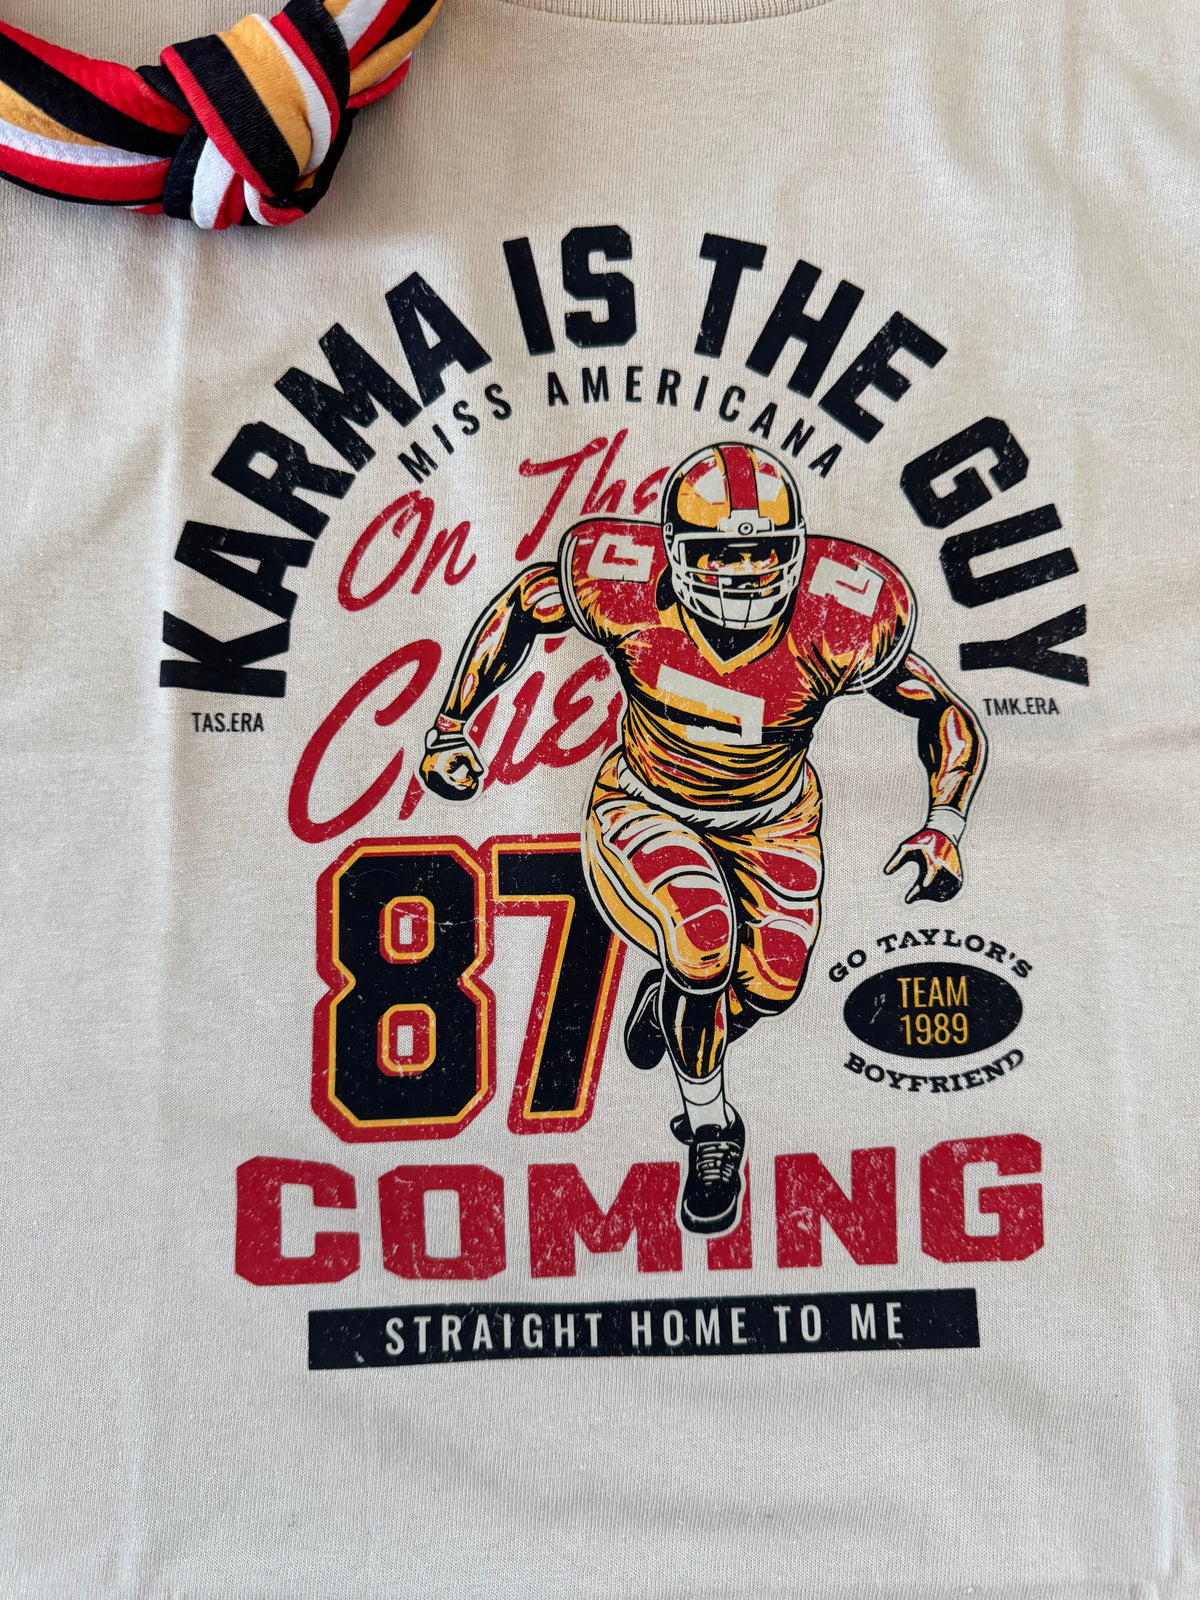 KARMA IS THE GUY
MISS AMERICANA
On The
Chiefs
TAS.ERA
TMK.ERA
87
GO TAYLOR'S
TEAM
1989
BOYFRIEND
COMING
STRAIGHT HOME TO ME